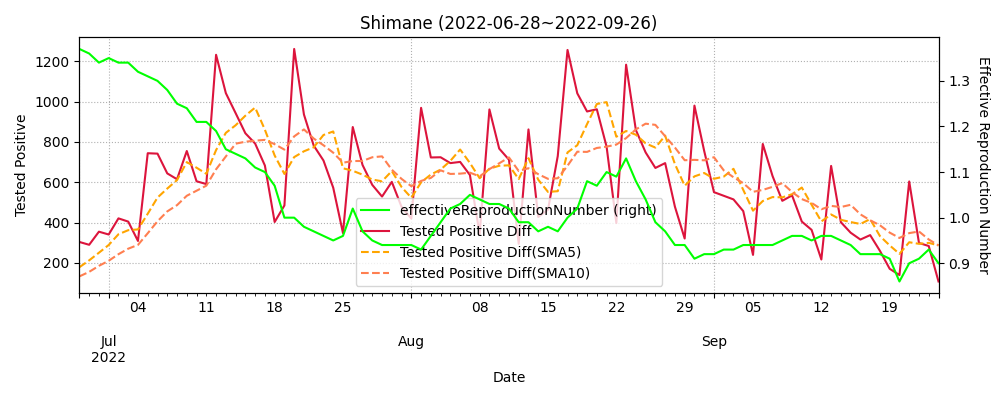 Shimane (2022-06-28~2022-09-26)
Tested Positive
1200
1000
800
600
400
200
1.3
1.2
1.1
1.0
0.9
Effective Reproduction Number
effectiveReproductionNumber (right)
Tested Positive Diff
Tested Positive Diff(SMA5)
Tested Positive Diff(SMA10)
04 11 18 25 08 15 22 29 05 12 19
Jul Aug Sep
2022
Date